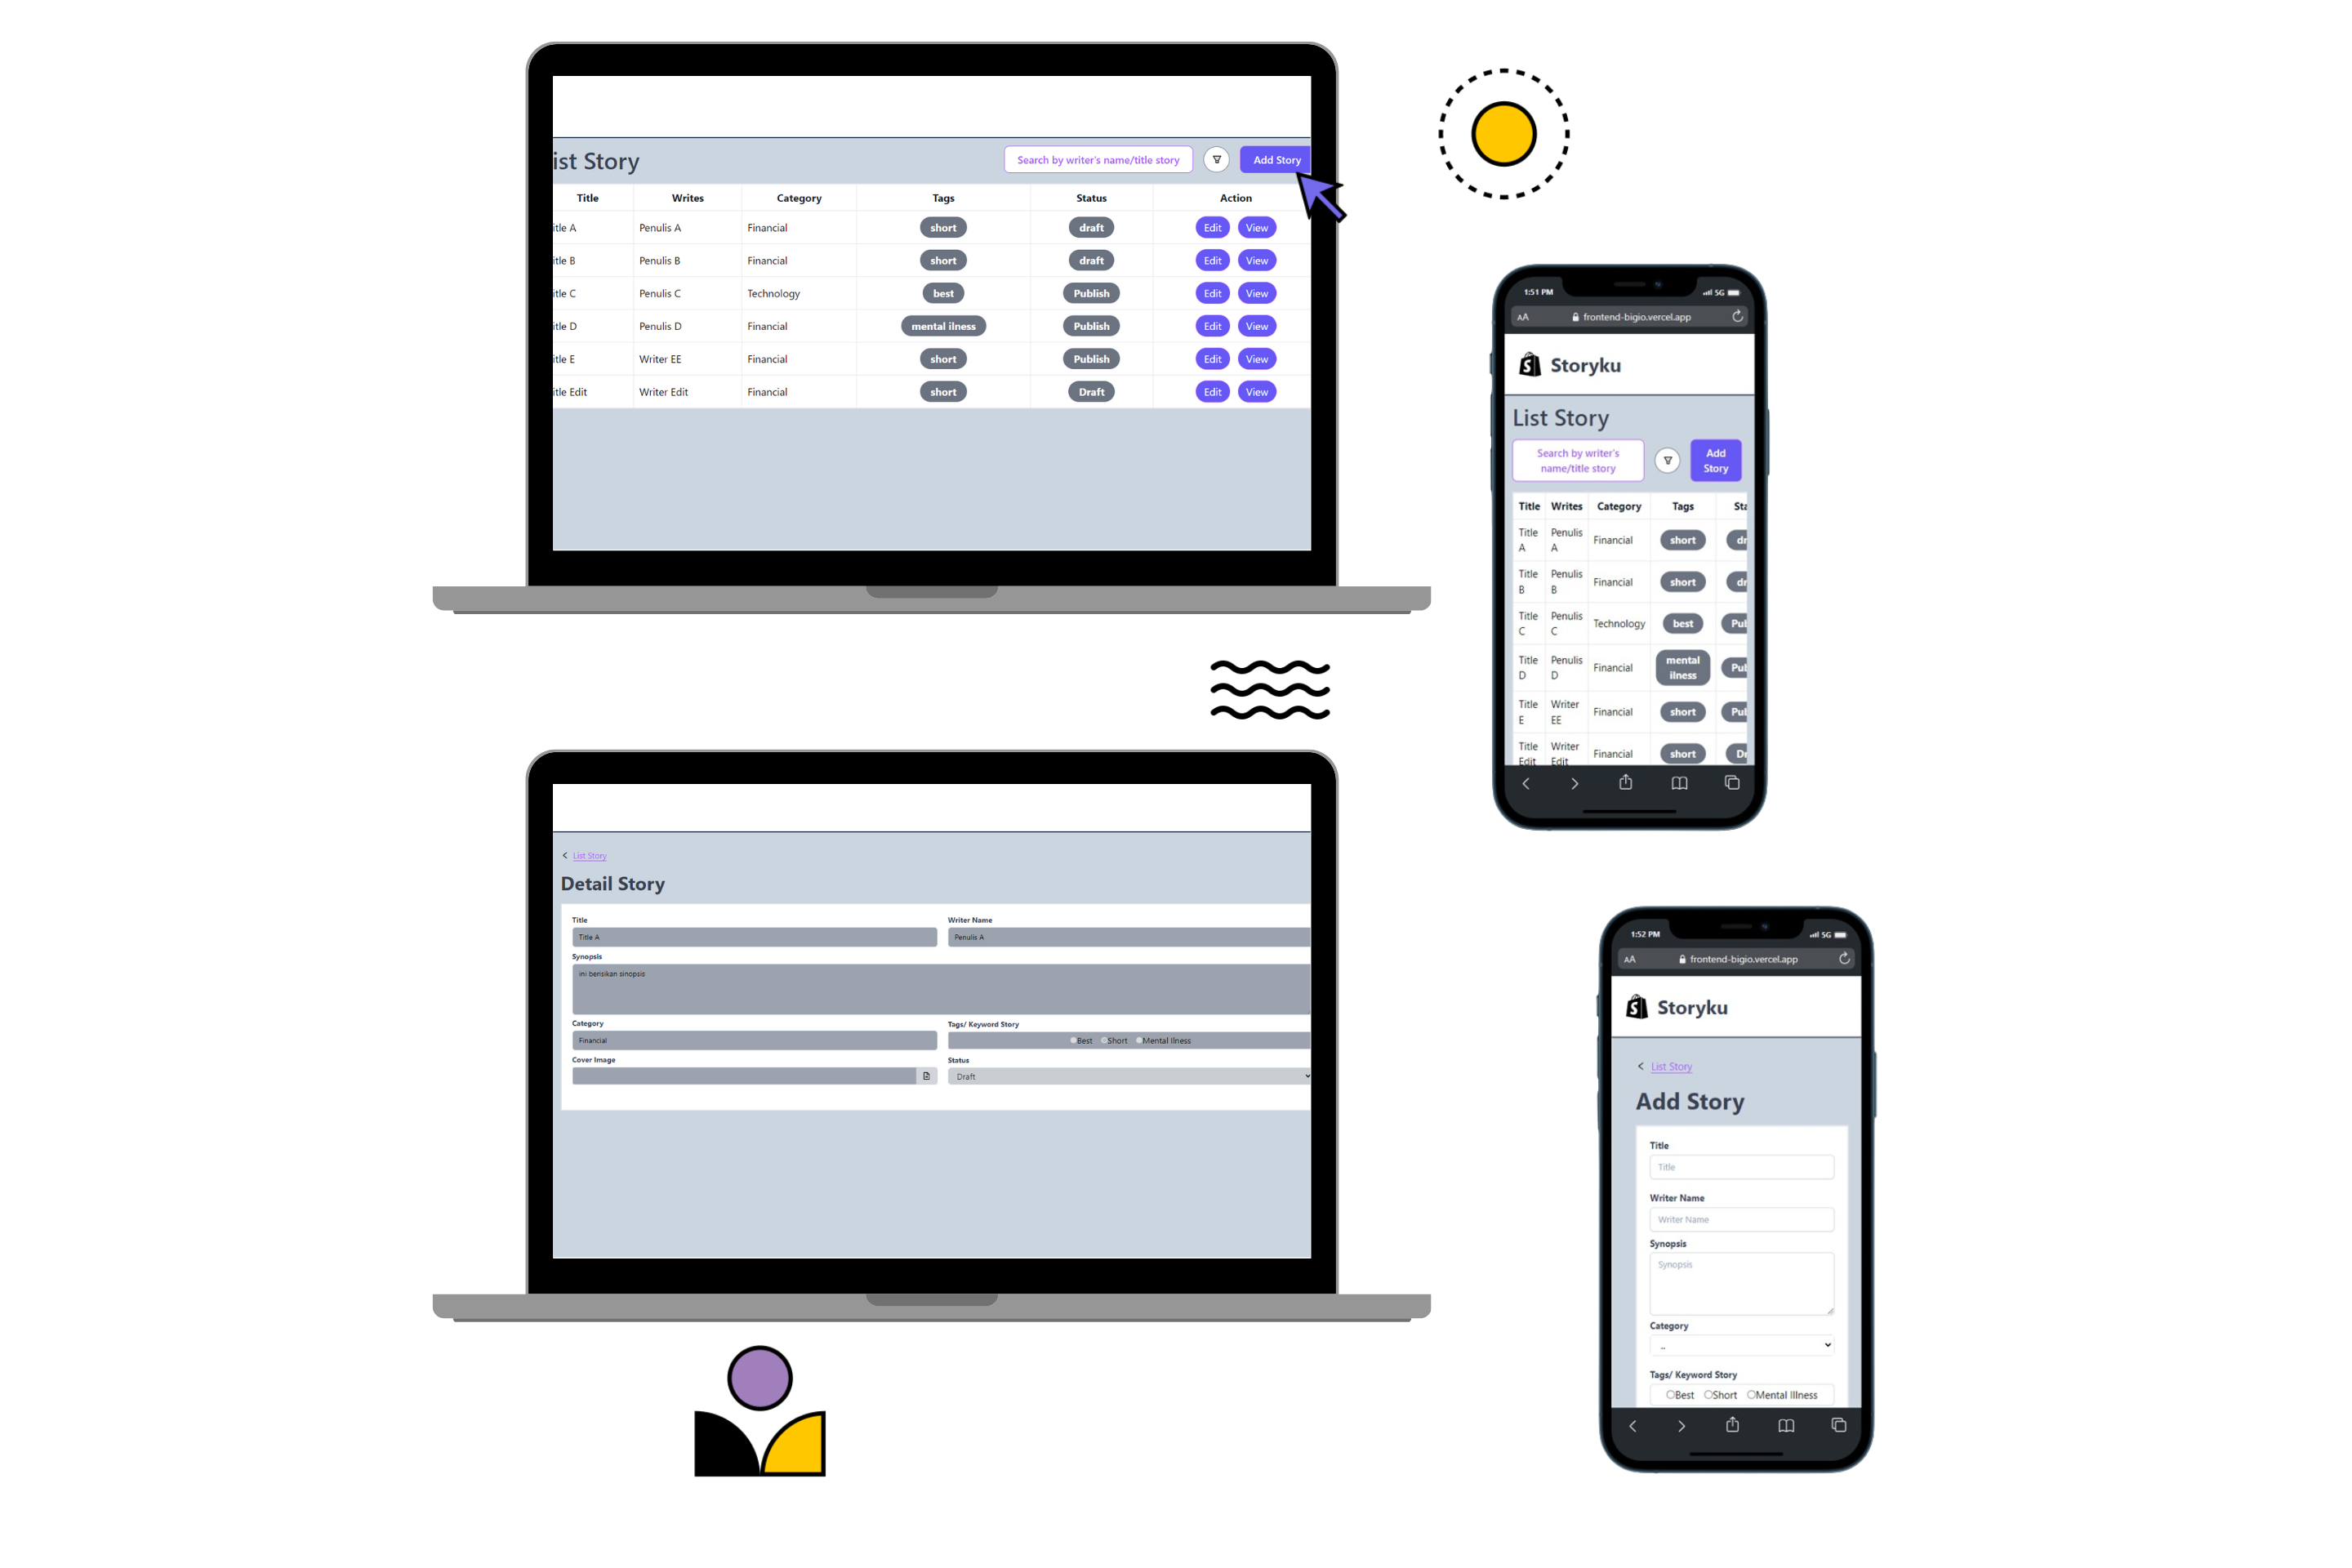 ist Story
Search by writer's name/title story
Add Story
Title Writes Category Tags Status Action
itle A Penulis A Financial short draft Edit View
itle B Penulis B Financial short draft Edit View
itle C Penulis C Technology best Publish Edit View
itle D Penulis D Financial mental ilness Publish Edit View
itle E Writer EE Financial short Publish Edit View
itle Edit Writer Edit Financial short Draft Edit View
1:51 PM 5G
AA frontend-bigio.vercel.app
S Storyku
List Story
Search by writer's
name/title story
Add
Story
Title Writes Category Tags Sta
Title
A
Penulis
A
Financial short dr
Title
B
Penulis
B
Financial short dr
Title
C
Penulis
C
Technology best Pul
Title
D
Penulis
D
Financial
mental
ilness
Pul
Title
E
Writer
EE
Financial short Pul
Title
Edit
Writer
Edit
Financial short Dr
< List Story
Detail Story
Title Writer Name
Title A Penulis A
Synopsis
ini berisikan sinopsis
Category Tags/ Keyword Story
Financial Best Short Mental Ilness
Cover Image Status
Draft
1:52 PM 5G
AA frontend-bigio.vercel.app
S Storyku
< List Story
Add Story
Title
Title
Writer Name
Writer Name
Synopsis
Synopsis
Category
..
Tags/ Keyword Story
Best Short Mental Illness